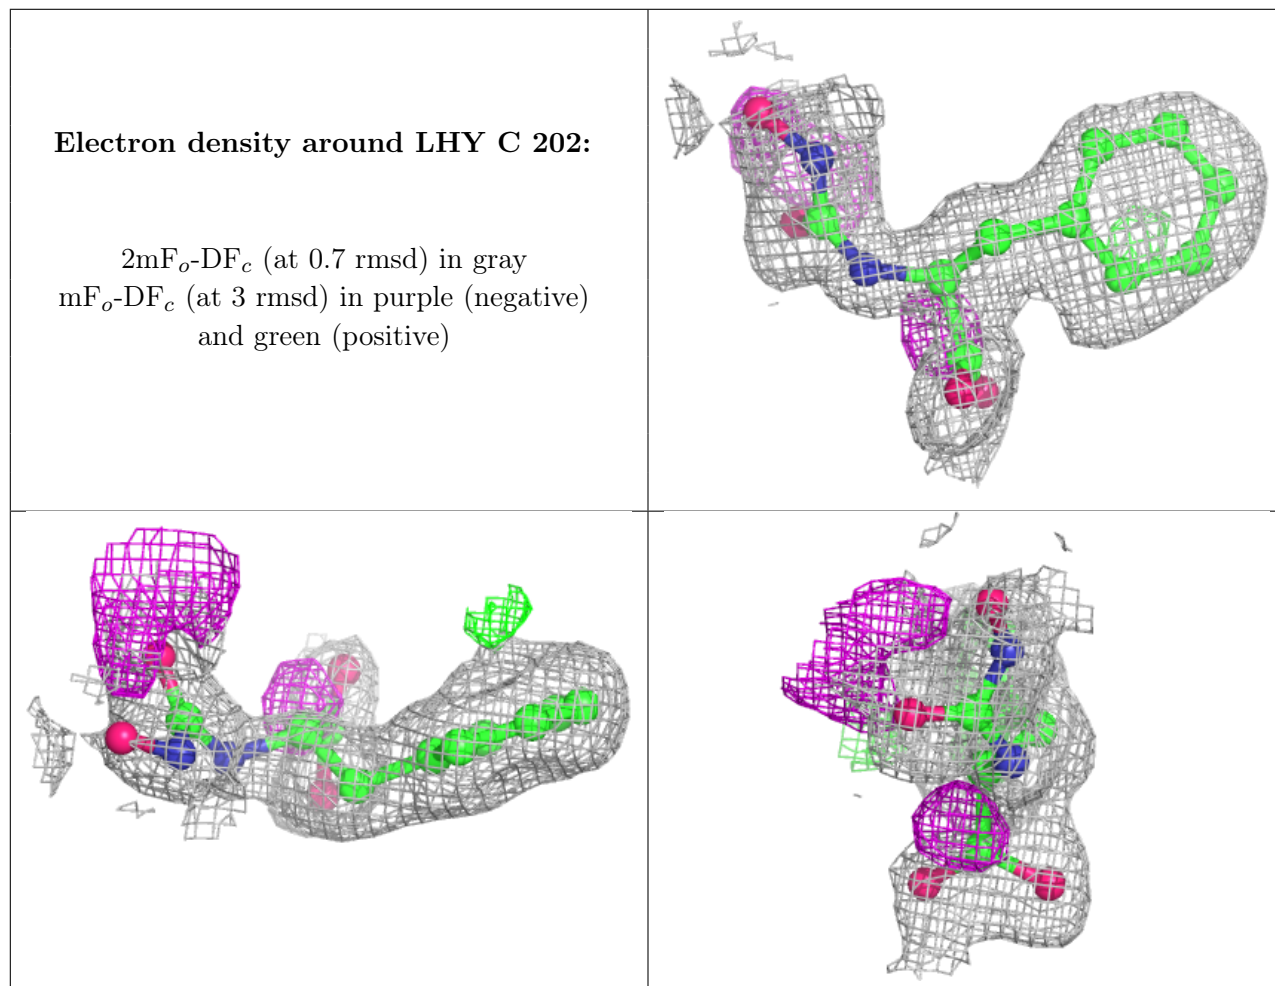 Electron density around LHY C 202:
2mFo-DFc (at 0.7 rmsd) in gray
mFo-DFc (at 3 rmsd) in purple (negative)
and green (positive)